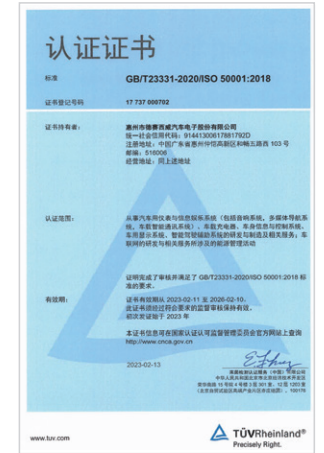 认证证书
标准 GB/T23331-2020/ISO 50001:2018
证书登记号码 17 737 000702
证书持有者: 惠州市德赛西威汽车电子股份有限公司
统一社会信用代码: 91441300617881792D
注册地址: 中国广东省惠州仲恺高新区和畅五路西 103 号
邮编: 516006
经营地址: 同上述地址
认证范围: 从事汽车用仪表与信息娱乐系统（包括音响系统，多媒体导航系
统，车载智能通讯系统），车载充电器，车身信息与控制系统，
车用显示系统，智能驾驶辅助系统的研发与制造及相关服务；车
联网的研发与相关服务所涉及的能源管理活动
证明完成了审核并满足了 GB/T23331-2020/ISO 50001:2018 标
准的要求。
有效期: 证书有效期从 2023-02-11 至 2026-02-10。
此证书须经过符合要求的监督审核保持有效。
初次发证始于 2023 年
本证书信息可在国家认证认可监督管理委员会官方网站上查询
http://www.cnca.gov.cn
2023-02-13
www.tuv.com
TÜVRheinland®
Precisely Right.